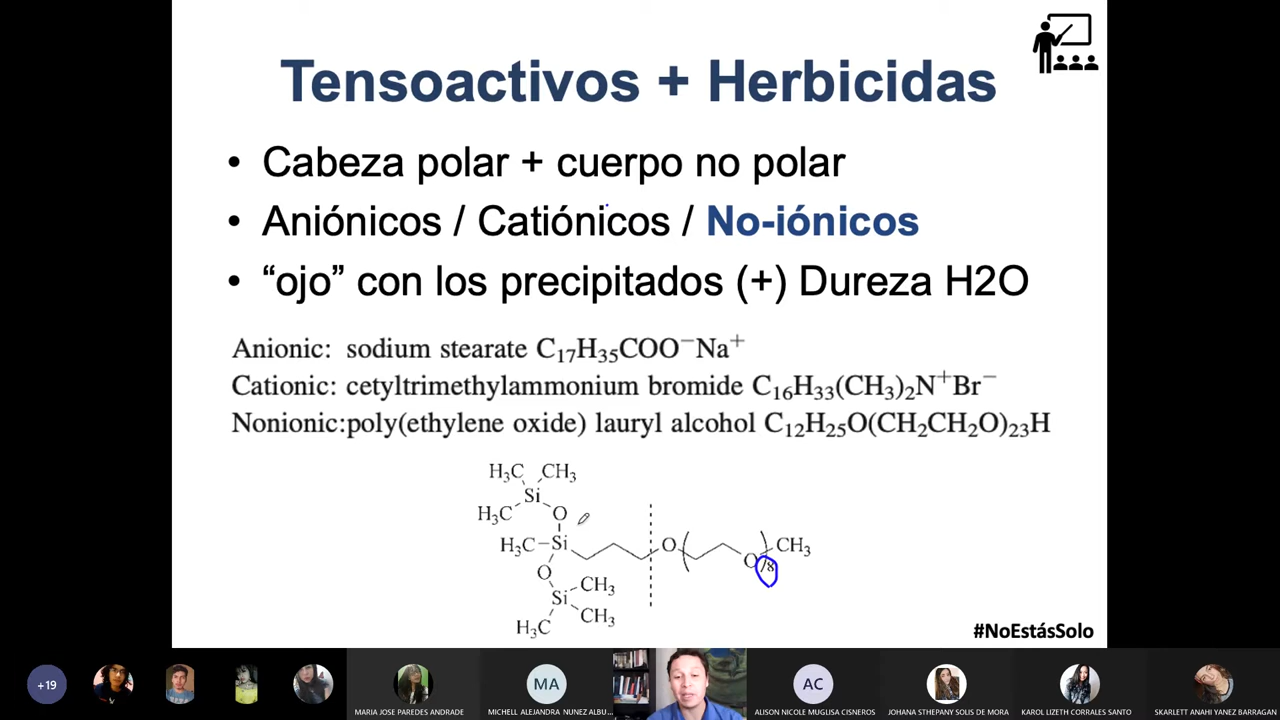 Tensoactivos + Herbicidas
• Cabeza polar + cuerpo no polar
• Aniónicos / Catiónicos / No-iónicos
• “ojo” con los precipitados (+) Dureza H2O
Anionic: sodium stearate C₁₇H₃₅COO⁻Na⁺
Cationic: cetyltrimethylammonium bromide C₁₆H₃₃(CH₃)₂N⁺Br⁻
Nonionic:poly(ethylene oxide) lauryl alcohol C₁₂H₂₅O(CH₂CH₂O)₂₃H
H₃C CH₃
Si
H₃C O
H₃C Si O CH₃
O 8
O CH₃
Si
CH₃
H₃C
#NoEstásSolo
+19
MARIA JOSE PAREDES ANDRADE
MA
MICHELL ALEJANDRA NUNEZ ALBU...
AC
ALISON NICOLE MUGLISA CISNEROS
JOHANA STHEPANY SOLIS DE MORA
KAROL LIZETH CORRALES SANTO
SKARLETT ANAHI YANEZ BARRAGAN